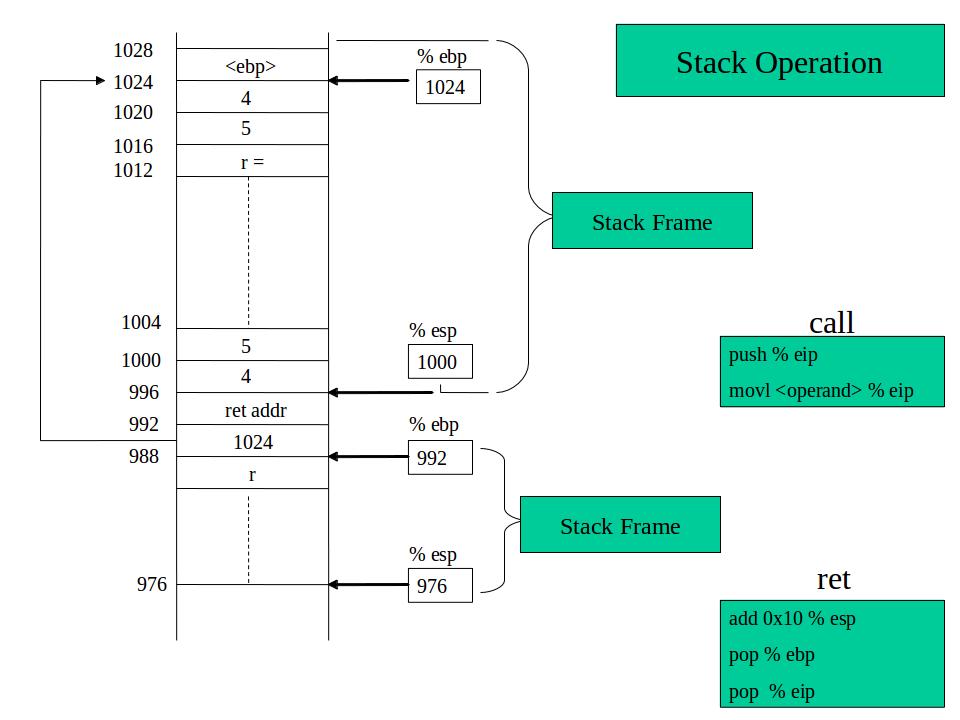 Stack Operation
1028
1024
1020
1016
1012
1004
1000
996
992
988
976
<ebp>
4
5
r =
5
4
ret addr
1024
r
% ebp
1024
% esp
1000
% ebp
992
% esp
976
Stack Frame
Stack Frame
call
push % eip
movl <operand> % eip
ret
add 0x10 % esp
pop % ebp
pop % eip